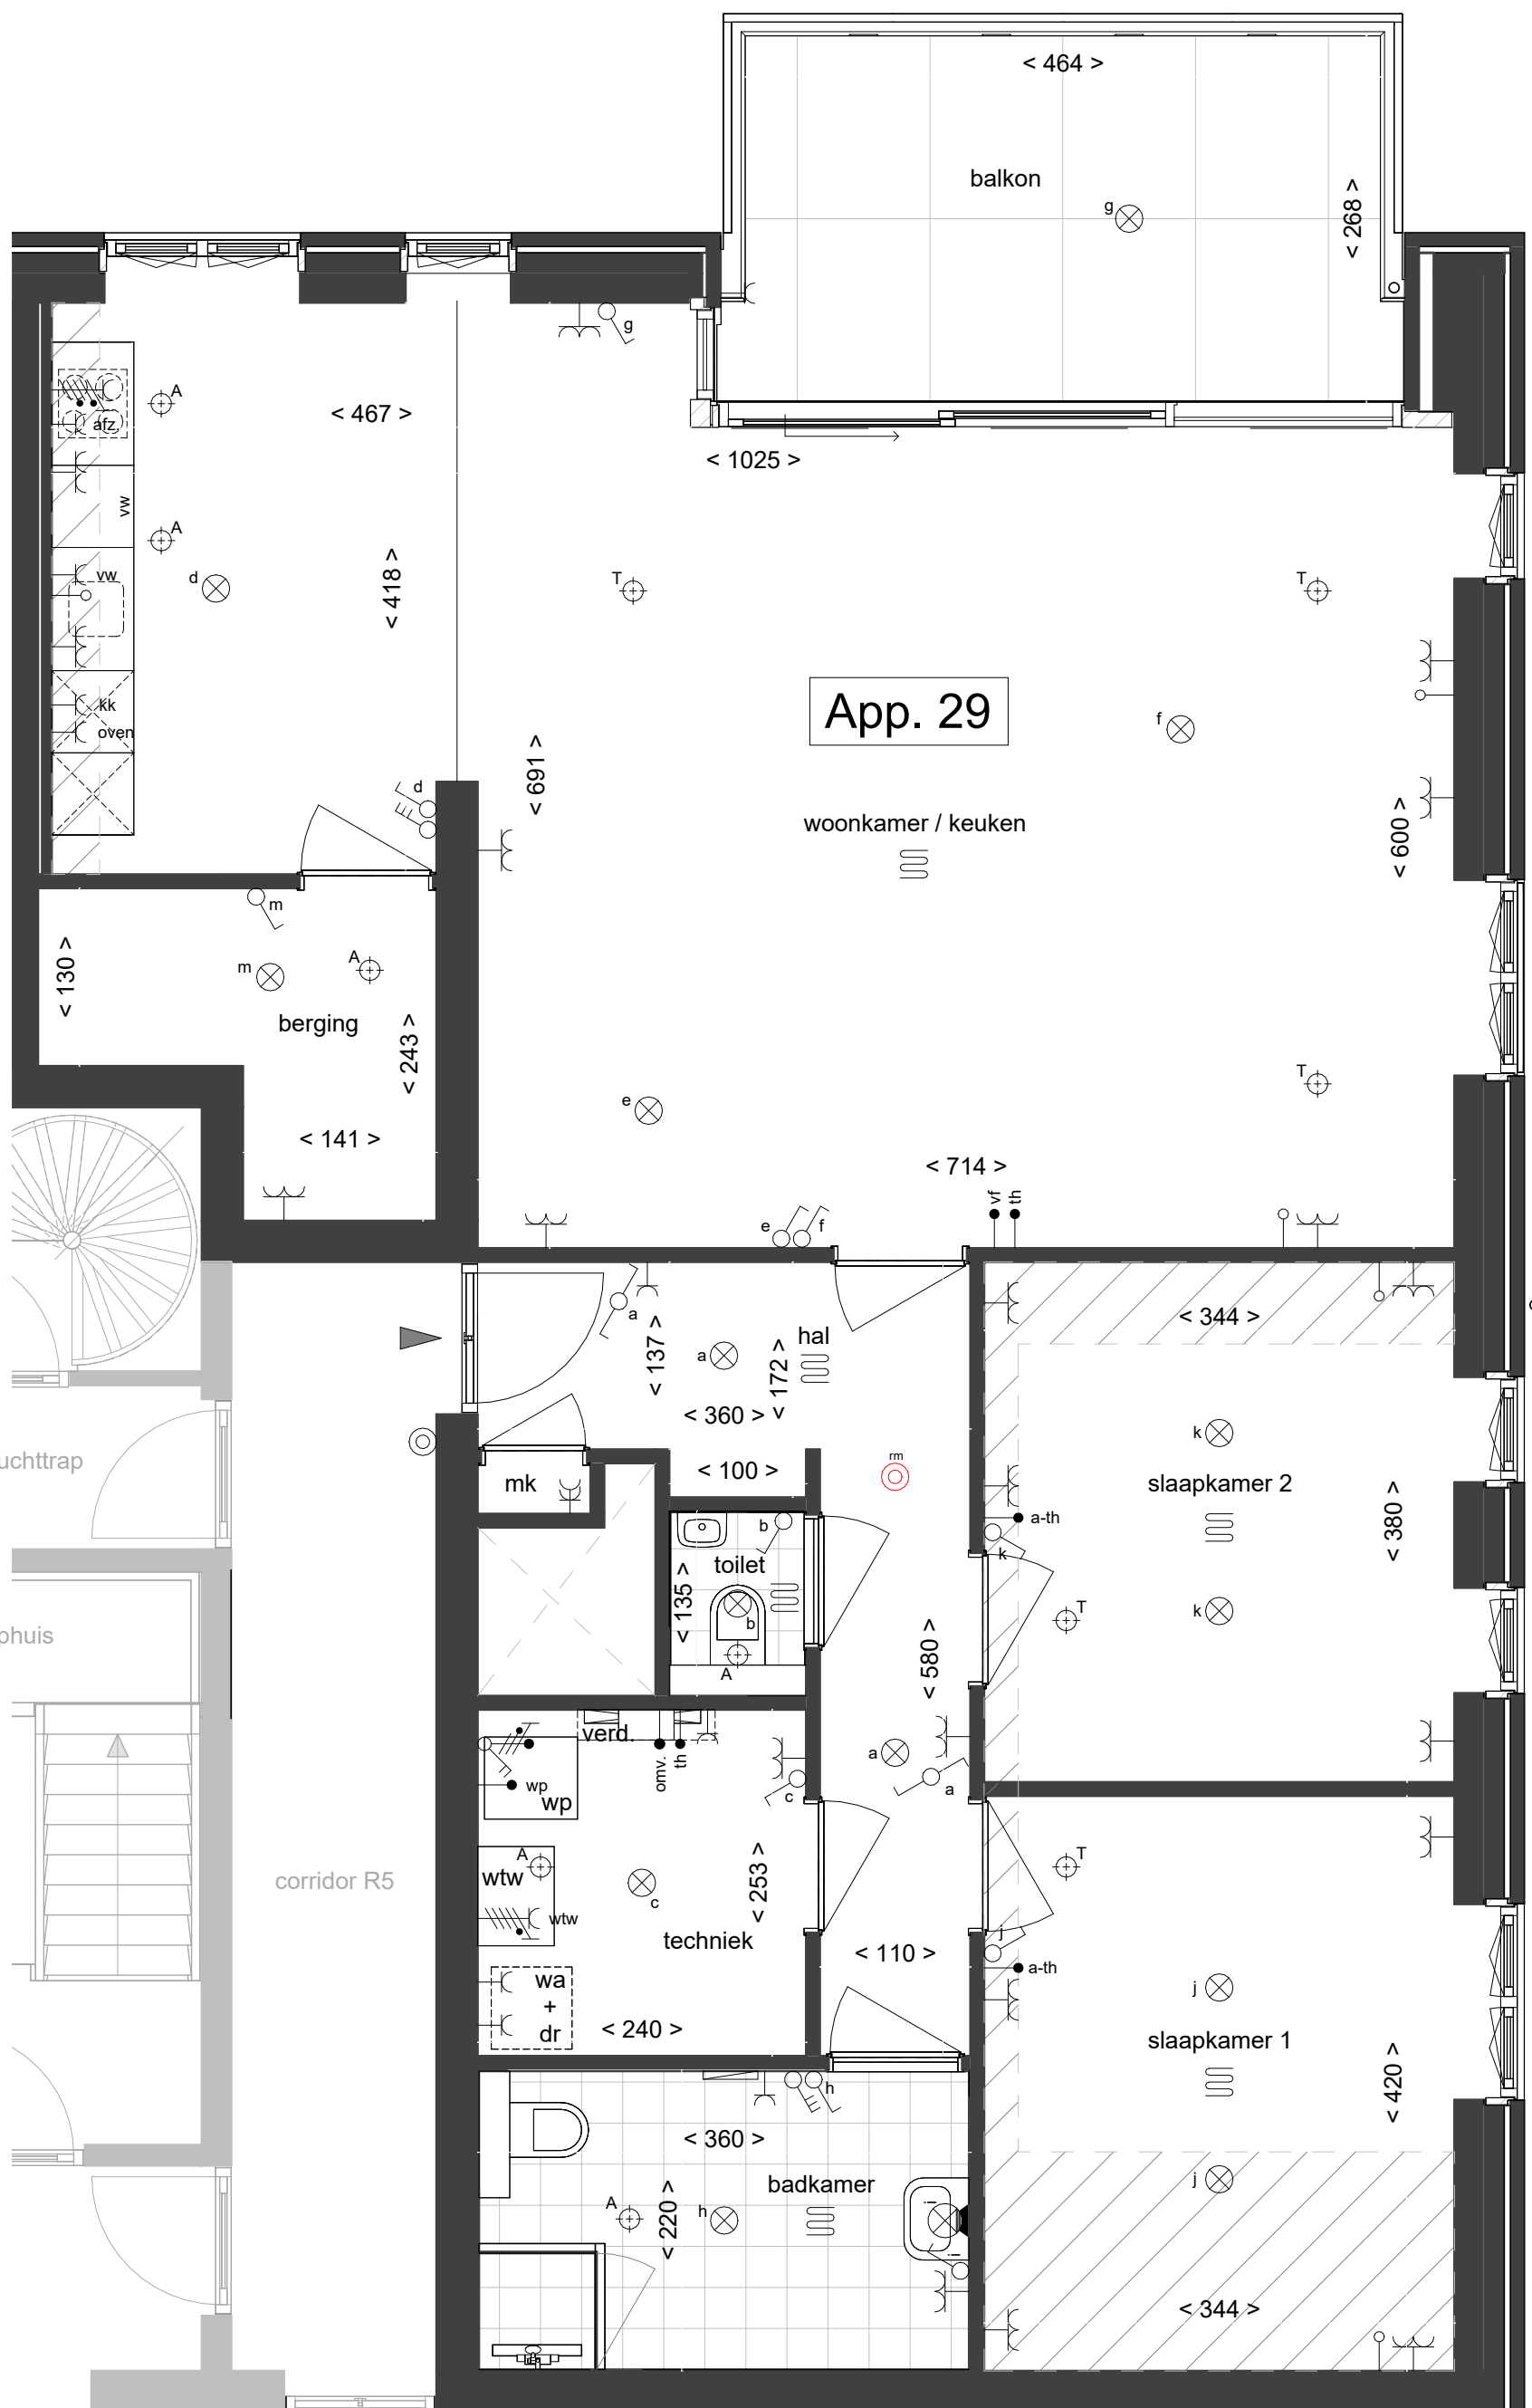 < 464 >
balkon
g
< 268 >
g
A
< 467 >
afz.
< 1025 >
vw
A
vw
d
< 418 >
T
T
kk
oven
App. 29
f
d
< 691 >
woonkamer / keuken
< 600 >
m
< 130 >
m
A
berging
< 243 >
T
e
< 141 >
< 714 >
e
f
vf
th
a
< 137 >
hal
a
< 172 >
< 344 >
< 360 >
k
< 100 >
rm
mk
slaapkamer 2
uchttrap
b
a-th
< 380 >
toilet
k
< 135 >
b
T
k
phuis
A
< 580 >
verd.
omv.
th
a
wp
wp
c
a
A
wtw
T
corridor R5
< 253 >
c
wtw
techniek
j
< 110 >
a-th
wa
+
dr
< 240 >
j
slaapkamer 1
< 420 >
h
< 360 >
badkamer
j
A
< 220 >
h
i
i
< 344 >